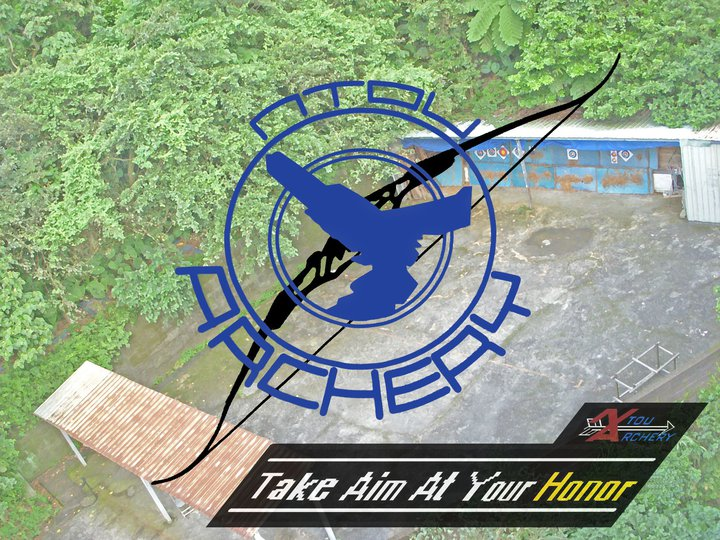 NTOU
ARCHERY
NTOU
ARCHERY
Take Aim At Your Honor